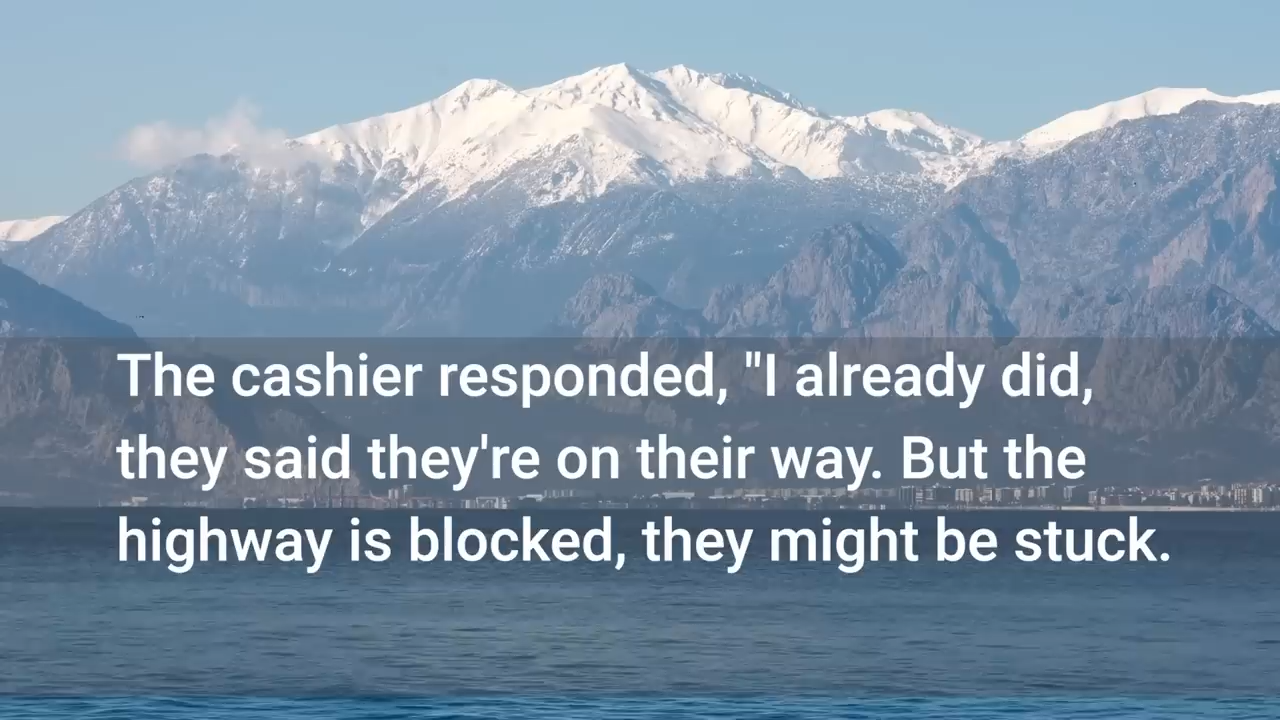 The cashier responded, "I already did,
they said they're on their way. But the
highway is blocked, they might be stuck.